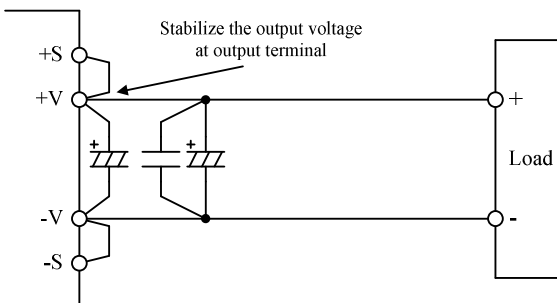 Stabilize the output voltage
at output terminal
+S
+V
+
+
+
Load
-V
-
-S